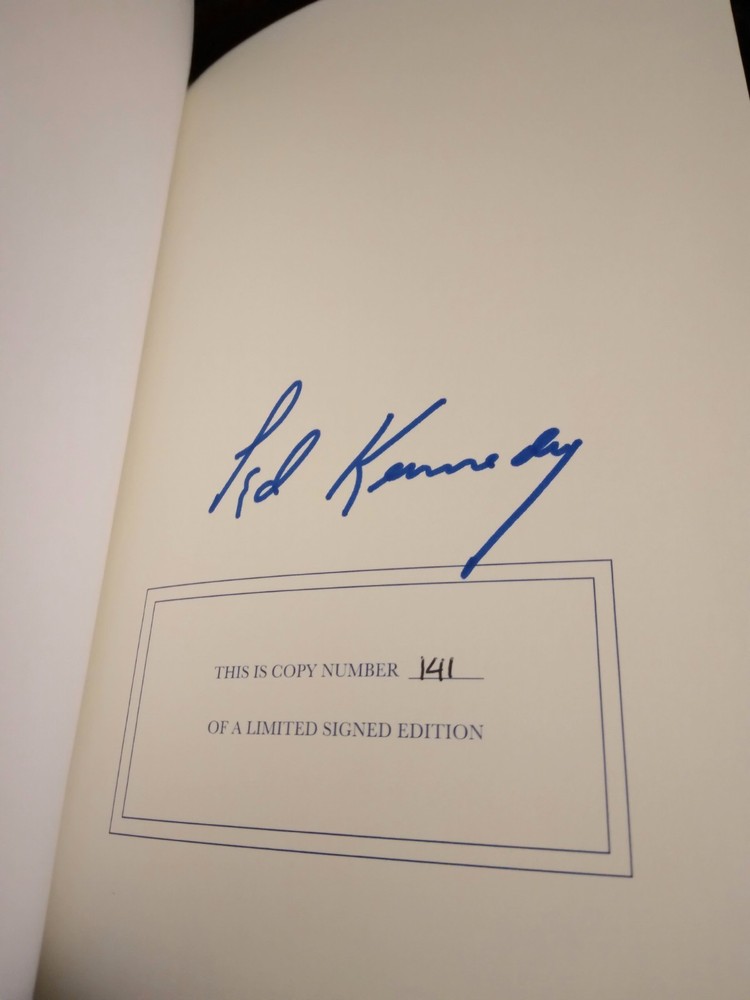 Ted Kennedy
THIS IS COPY NUMBER 141
OF A LIMITED SIGNED EDITION